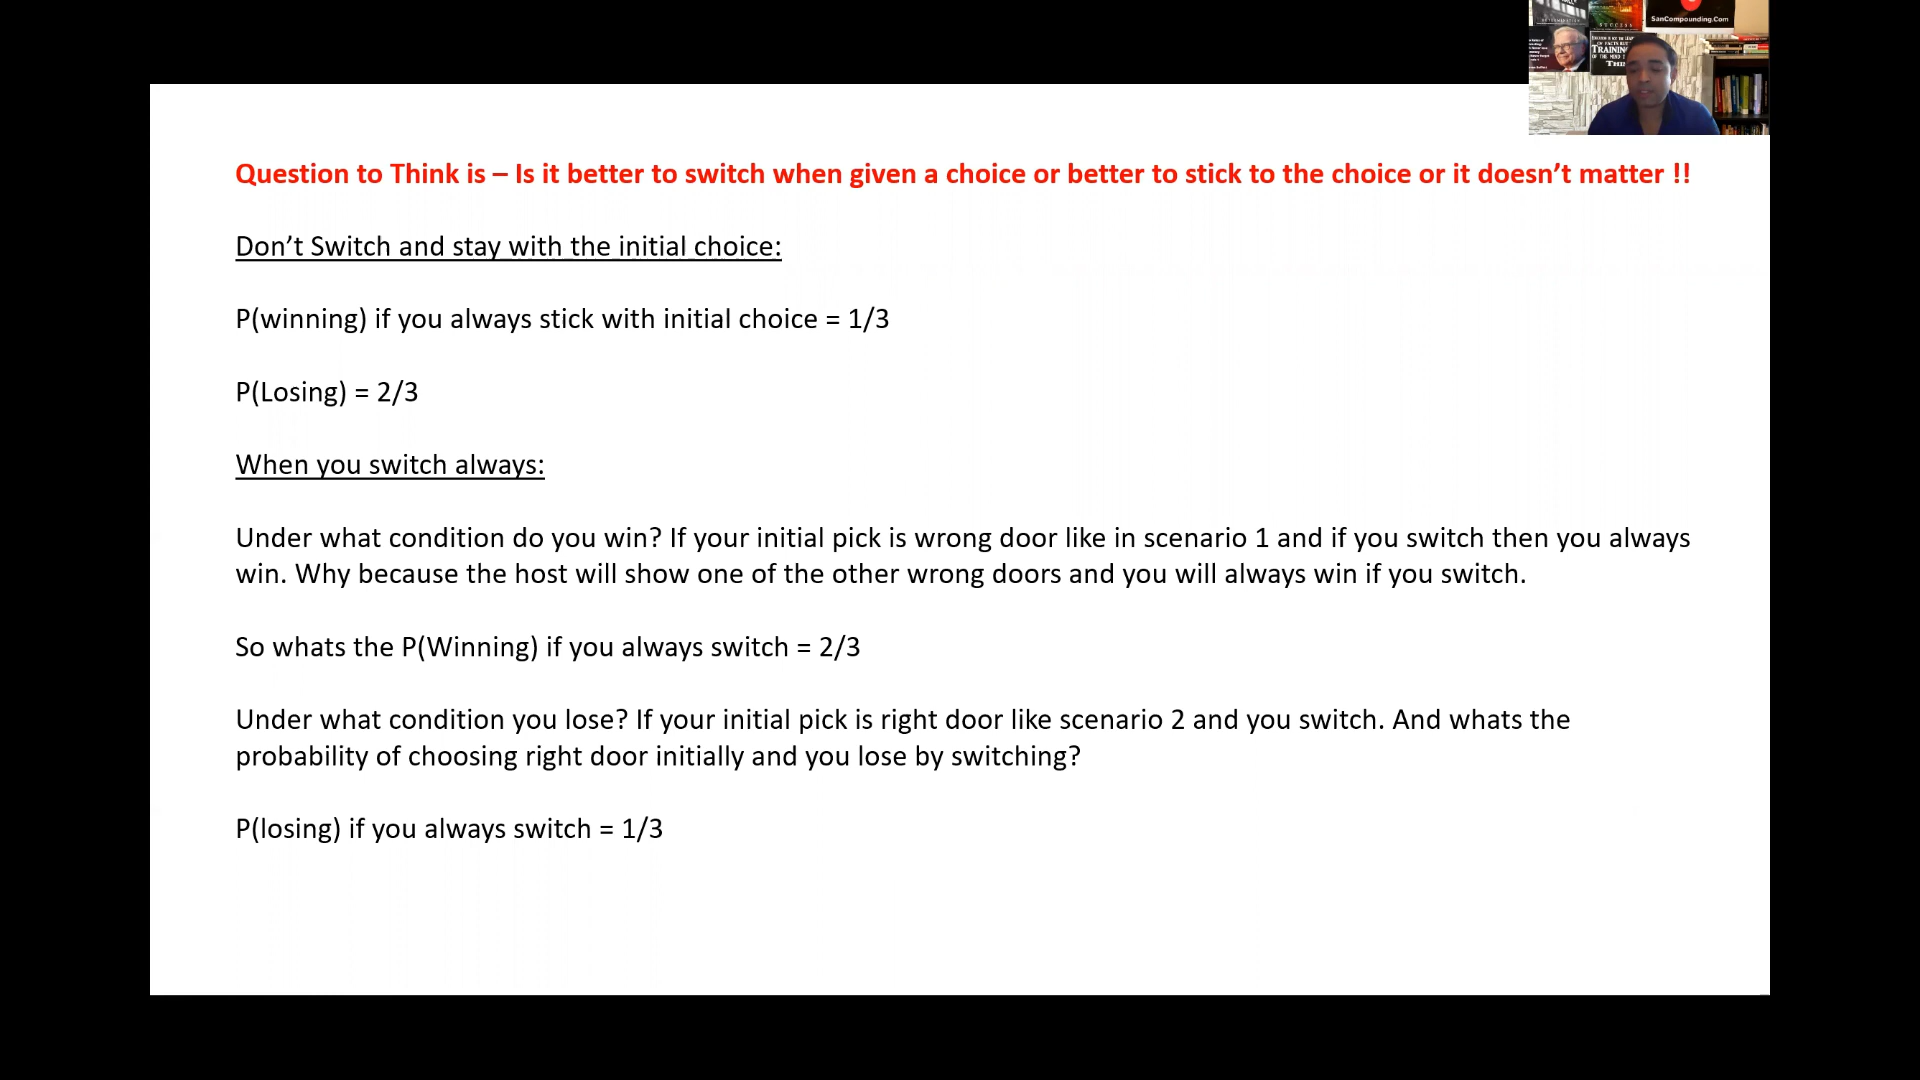 SUCCESS
SanCompounding.Com
TRAINING
OF THE MIND T
Question to Think is – Is it better to switch when given a choice or better to stick to the choice or it doesn’t matter !!
Don’t Switch and stay with the initial choice:
P(winning) if you always stick with initial choice = 1/3
P(Losing) = 2/3
When you switch always:
Under what condition do you win? If your initial pick is wrong door like in scenario 1 and if you switch then you always
win. Why because the host will show one of the other wrong doors and you will always win if you switch.
So whats the P(Winning) if you always switch = 2/3
Under what condition you lose? If your initial pick is right door like scenario 2 and you switch. And whats the
probability of choosing right door initially and you lose by switching?
P(losing) if you always switch = 1/3